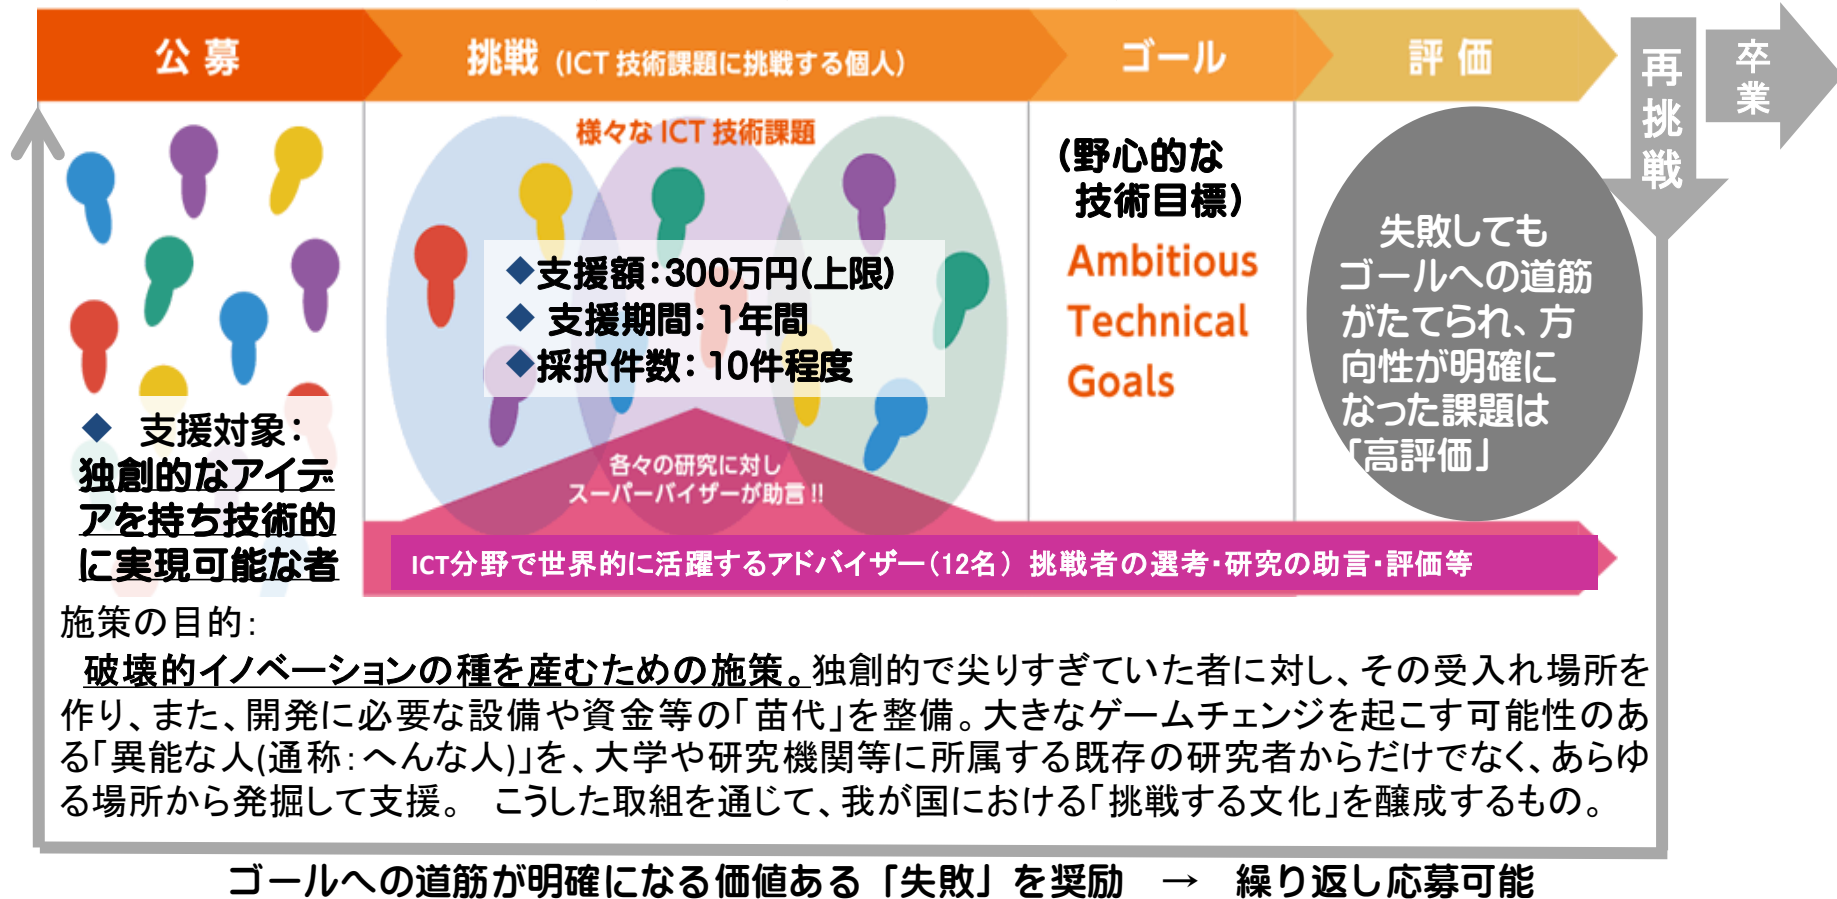 公募
挑戦(ICT 技術課題に挑戦する個人)
ゴール
評価
再挑戦
卒業
様々な ICT 技術課題
◆支援額：300万円(上限)
◆ 支援期間：1年間
◆採択件数：10件程度
各々の研究に対し
スーパーバイザーが助言!!
(野心的な
技術目標)
Ambitious
Technical
Goals
失敗しても
ゴールへの道筋
がたてられ、方
向性が明確に
なった課題は
「高評価」
◆ 支援対象：
独創的なアイデ
アを持ち技術的
に実現可能な者
ICT分野で世界的に活躍するアドバイザー(12名) 挑戦者の選考・研究の助言・評価等
施策の目的：
破壊的イノベーションの種を産むための施策。独創的で尖りすぎていた者に対し、その受入れ場所を
作り、また、開発に必要な設備や資金等の「苗代」を整備。大きなゲームチェンジを起こす可能性のあ
る「異能な人(通称：へんな人)」を、大学や研究機関等に所属する既存の研究者からだけでなく、あらゆ
る場所から発掘して支援。　こうした取組を通じて、我が国における「挑戦する文化」を醸成するもの。
ゴールへの道筋が明確になる価値ある「失敗」を奨励　→　繰り返し応募可能